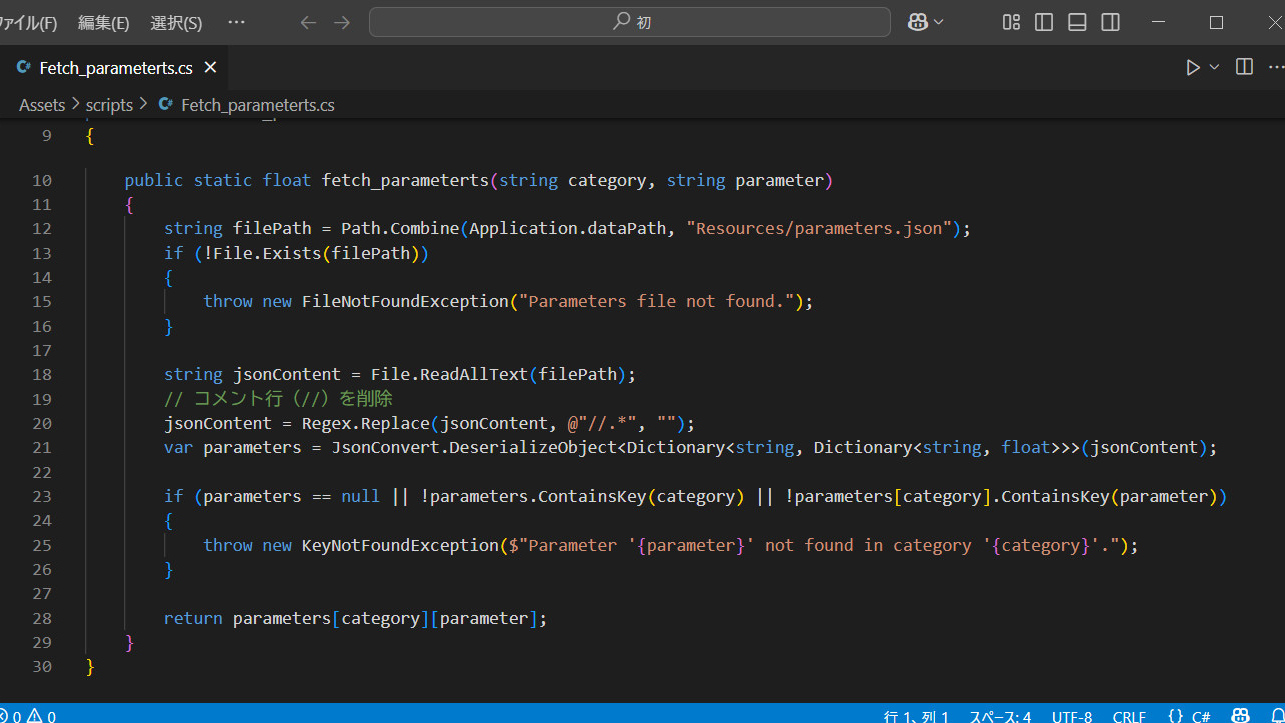 ファイル(F) 編集(E) 選択(S) ··· ← → 初
Fetch_parameterts.cs ×
Assets > scripts > Fetch_parameterts.cs
9 {
10 public static float fetch_parameterts(string category, string parameter)
11 {
12 string filePath = Path.Combine(Application.dataPath, "Resources/parameters.json");
13 if (!File.Exists(filePath))
14 {
15 throw new FileNotFoundException("Parameters file not found.");
16 }
17
18 string jsonContent = File.ReadAllText(filePath);
19 // コメント行（//）を削除
20 jsonContent = Regex.Replace(jsonContent, @"//.*", "");
21 var parameters = JsonConvert.DeserializeObject<Dictionary<string, Dictionary<string, float>>>(jsonContent);
22
23 if (parameters == null || !parameters.ContainsKey(category) || !parameters[category].ContainsKey(parameter))
24 {
25 throw new KeyNotFoundException($"Parameter '{parameter}' not found in category '{category}'.");
26 }
27
28 return parameters[category][parameter];
29 }
30 }
0 0 行 1、列 1 スペース: 4 UTF-8 CRLF {} C#